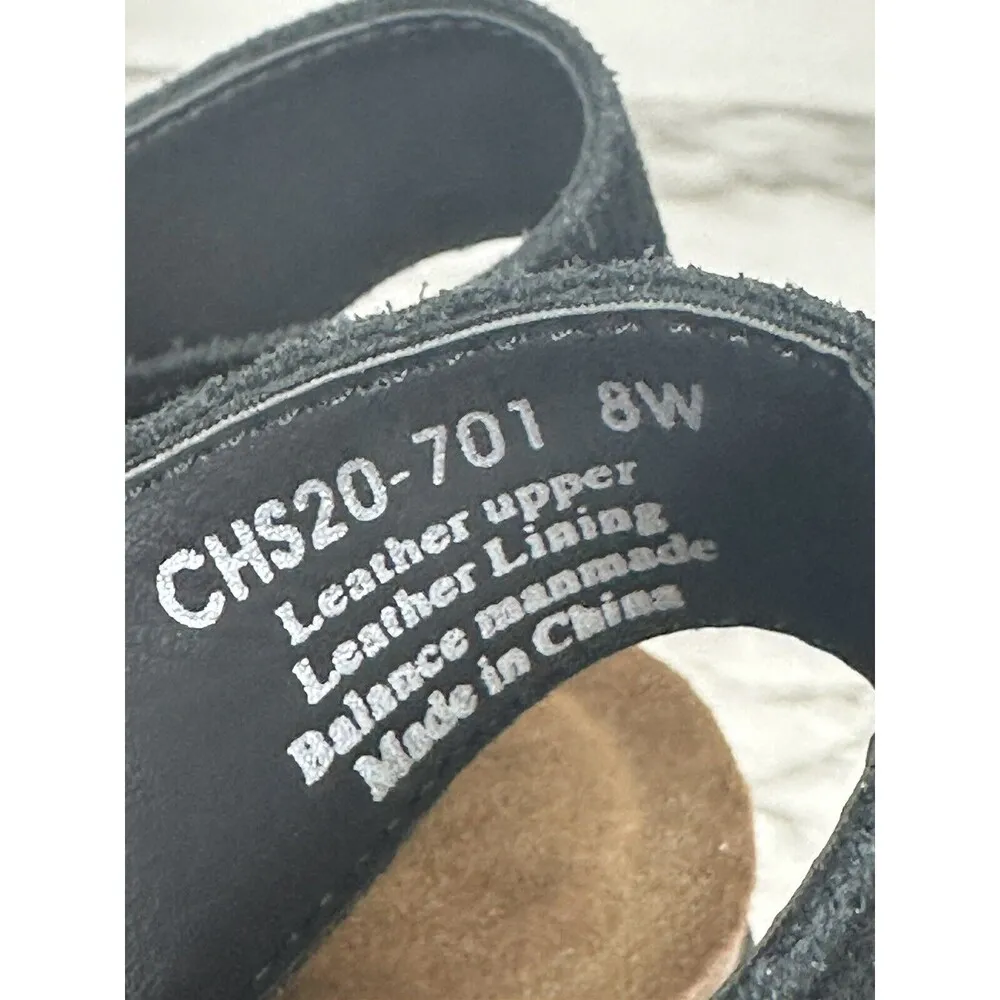 CHS20-701 8W
Leather upper
Leather Lining
Balance manmade
Made in China